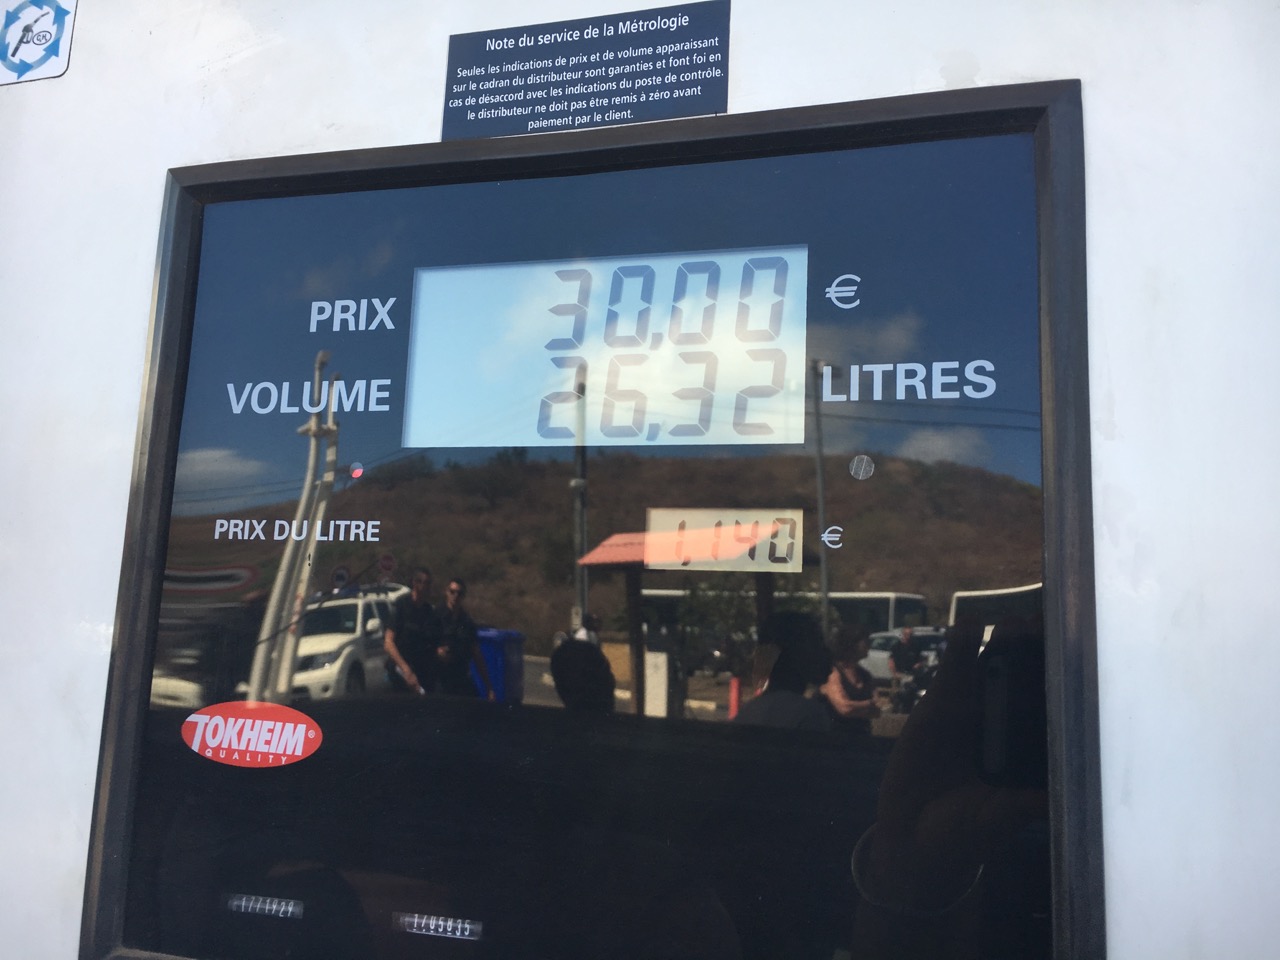 Note du service de la Métrologie
Seules les indications de prix et de volume apparaissant
sur le cadran du distributeur sont garanties et font foi en
cas de désaccord avec les indications du poste de contrôle.
le distributeur ne doit pas être remis à zéro avant
paiement par le client.
PRIX 30,00 €
VOLUME 26,32 LITRES
PRIX DU LITRE 1,140 €
TOKHEIM®
QUALITY
1771929